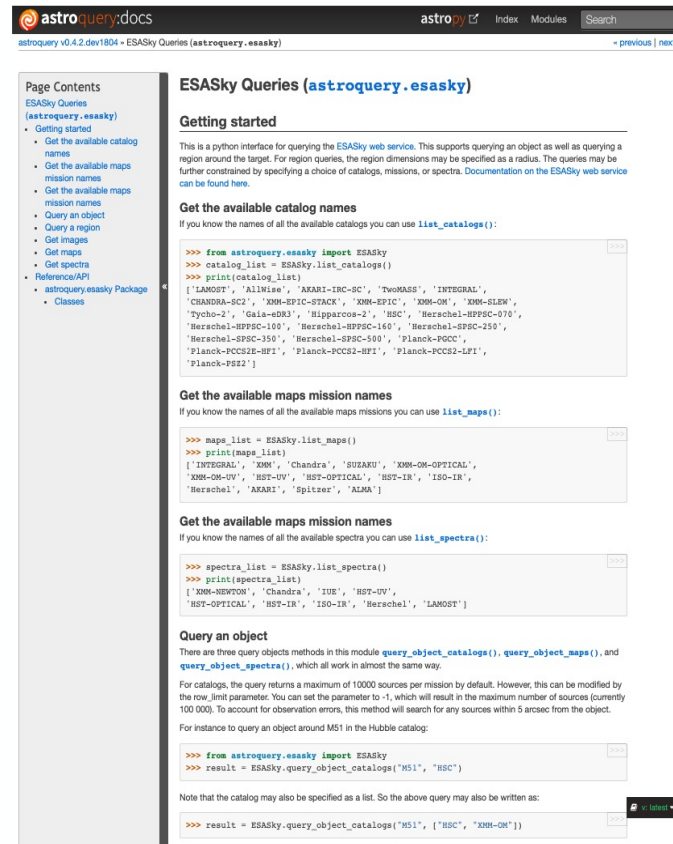 astroquery:docs
astropy Index Modules Search
astroquery v0.4.2.dev1804 » ESASky Queries (astroquery.esasky)
« previous | next
Page Contents
ESASky Queries
(astroquery.esasky)
Getting started
Get the available catalog
names
Get the available maps
mission names
Get the available maps
mission names
Query an object
Query a region
Get images
Get maps
Get spectra
Reference/API
astroquery.esasky Package
Classes
«
ESASky Queries (astroquery.esasky)
Getting started
This is a python interface for querying the ESASky web service. This supports querying an object as well as querying a
region around the target. For region queries, the region dimensions may be specified as a radius. The queries may be
further constrained by specifying a choice of catalogs, missions, or spectra. Documentation on the ESASky web service
can be found here.
Get the available catalog names
If you know the names of all the available catalogs you can use list_catalogs():
>>>
>>> from astroquery.esasky import ESASky
>>> catalog_list = ESASky.list_catalogs()
>>> print(catalog_list)
['LAMOST', 'AllWise', 'AKARI-IRC-SC', 'TwoMASS', 'INTEGRAL',
'CHANDRA-SC2', 'XMM-EPIC-STACK', 'XMM-EPIC', 'XMM-OM', 'XMM-SLEW',
'Tycho-2', 'Gaia-eDR3', 'Hipparcos-2', 'HSC', 'Herschel-HPPSC-070',
'Herschel-HPPSC-100', 'Herschel-HPPSC-160', 'Herschel-SPSC-250',
'Herschel-SPSC-350', 'Herschel-SPSC-500', 'Planck-PGCC',
'Planck-PCCS2E-HFI', 'Planck-PCCS2-HFI', 'Planck-PCCS2-LFI',
'Planck-PSZ2']
Get the available maps mission names
If you know the names of all the available maps missions you can use list_maps():
>>>
>>> maps_list = ESASky.list_maps()
>>> print(maps_list)
['INTEGRAL', 'XMM', 'Chandra', 'SUZAKU', 'XMM-OM-OPTICAL',
'XMM-OM-UV', 'HST-UV', 'HST-OPTICAL', 'HST-IR', 'ISO-IR',
'Herschel', 'AKARI', 'Spitzer', 'ALMA']
Get the available maps mission names
If you know the names of all the available spectra you can use list_spectra():
>>>
>>> spectra_list = ESASky.list_spectra()
>>> print(spectra_list)
['XMM-NEWTON', 'Chandra', 'IUE', 'HST-UV',
'HST-OPTICAL', 'HST-IR', 'ISO-IR', 'Herschel', 'LAMOST']
Query an object
There are three query objects methods in this module query_object_catalogs(), query_object_maps(), and
query_object_spectra(), which all work in almost the same way.
For catalogs, the query returns a maximum of 10000 sources per mission by default. However, this can be modified by
the row_limit parameter. You can set the parameter to -1, which will result in the maximum number of sources (currently
100 000). To account for observation errors, this method will search for any sources within 5 arcsec from the object.
For instance to query an object around M51 in the Hubble catalog:
>>>
>>> from astroquery.esasky import ESASky
>>> result = ESASky.query_object_catalogs("M51", "HSC")
Note that the catalog may also be specified as a list. So the above query may also be written as:
v: latest
>>>
>>> result = ESASky.query_object_catalogs("M51", ["HSC", "XMM-OM"])